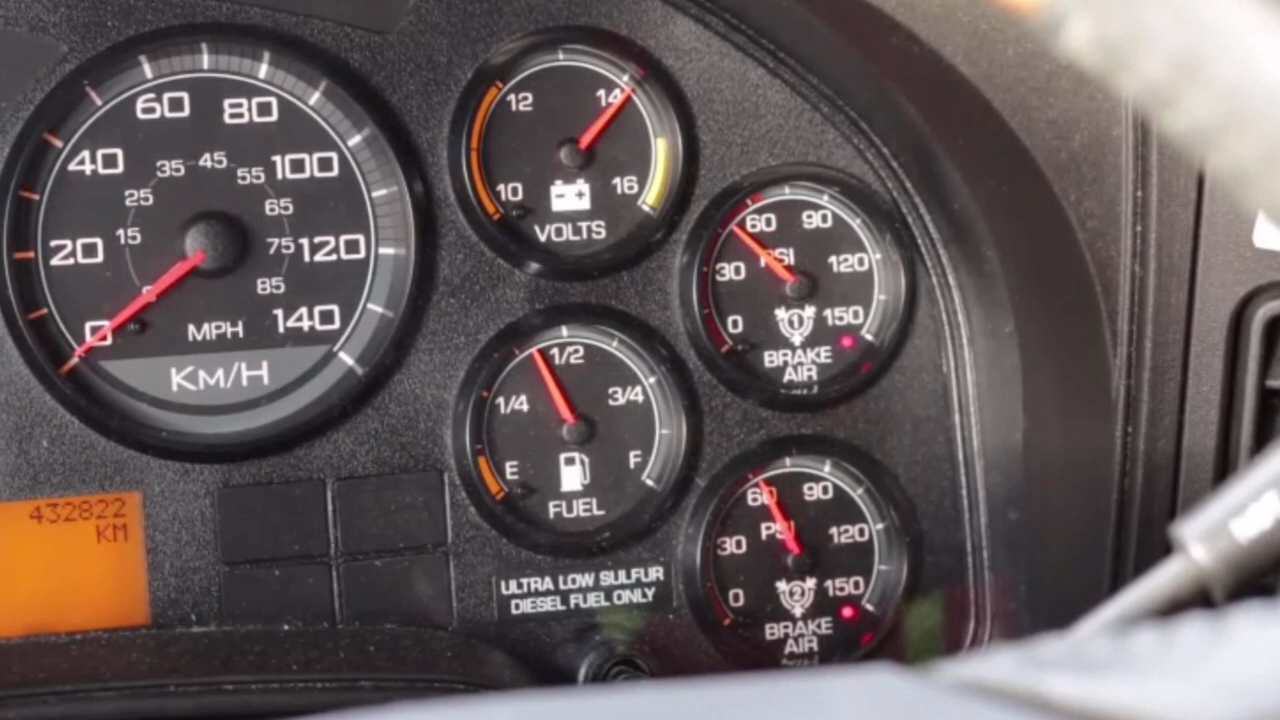 60 80
40 100
20 120
0 140
35 45 55
25 65
15 75
85
MPH
KM/H
12 14
10 16
VOLTS
60 90
30 PSI 120
0 1 150
BRAKE
AIR
1/2
1/4 3/4
E F
FUEL
60 90
30 PSI 120
0 2 150
BRAKE
AIR
432822
KM
ULTRA LOW SULFUR
DIESEL FUEL ONLY